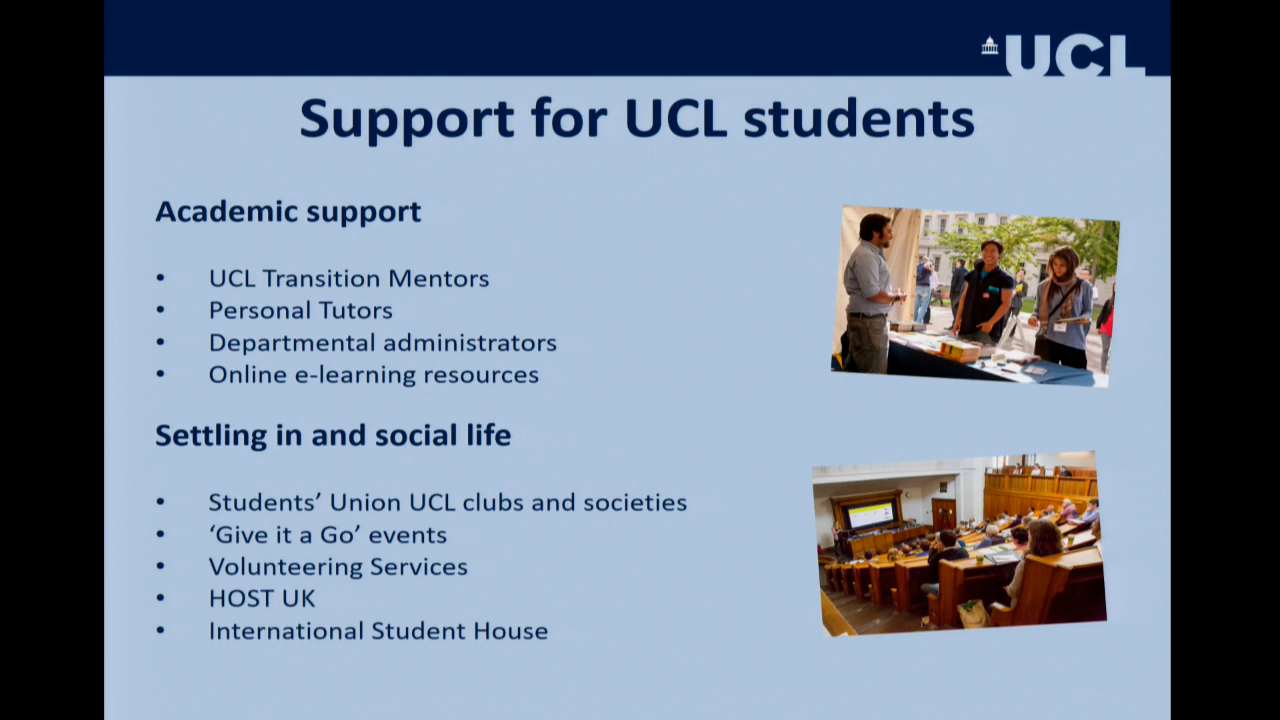 UCL
Support for UCL students
Academic support
• UCL Transition Mentors
• Personal Tutors
• Departmental administrators
• Online e-learning resources
Settling in and social life
• Students’ Union UCL clubs and societies
• ‘Give it a Go’ events
• Volunteering Services
• HOST UK
• International Student House